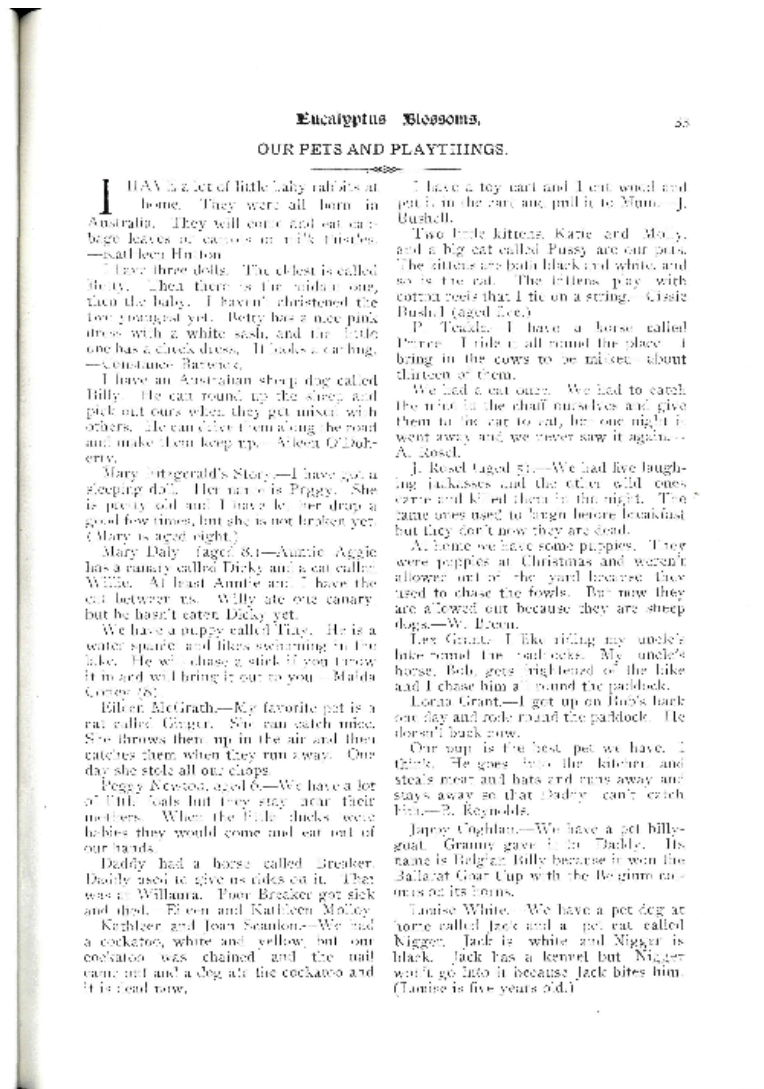 Eucalyptus Blossoms.
33
OUR PETS AND PLAYTHINGS.
I HAVE a lot of little baby rabbits at
home. They were all born in
Australia. They will come and eat cab-
bage leaves or carrots or milk thistles.
—Kathleen Hutton
I have three dolls. The eldest is called
Betty. Then there is the middle one,
then the baby. I haven't christened the
two youngest yet. Betty has a nice pink
dress with a white sash, and the little
one has a check dress. It looks a darling.
—Constance Barwick.
I have an Australian sheep dog called
Billy. He can round up the sheep and
pick out ours when they get mixed with
others. He can drive them along the road
and make them keep up.—Aileen O'Doh-
erty.
Mary Fitzgerald's Story.—I have got a
sleeping doll. Her name is Peggy. She
is pretty old and I have let her drop a
good few times, but she is not broken yet.
(Mary is aged eight.)
Mary Daly (aged 8.)—Auntie Aggie
has a canary called Dicky and a cat called
Willie. At least Auntie and I have the
cat between us. Willy ate one canary
but he hasn't eaten Dicky yet.
We have a puppy called Tiny. He is a
water spaniel and likes swimming in the
lake. He will chase a stick if you throw
it in and will bring it out to you—Maida
(8)
Eileen McGrath.—My favorite pet is a
cat called Ginger. She can catch mice.
She throws them up in the air and then
catches them when they run away. One
day she stole all our chops.
Peggy Newton, aged 6.—We have a lot
of little foals but they stay near their
mothers. When the little ducks were
babies they would come and eat out of
our hands.
Daddy had a horse called Breaker.
Daddy used to give us rides on it. That
was at Willaura. Poor Breaker got sick
and died. Eileen and Kathleen Molloy
Kathleen and Joan Scanlon.—We had
a cockatoo, white and yellow, but our
cockatoo was chained and the nail
came out and a dog ate the cockatoo and
it is dead now.
I have a toy cart and I cut wood and
put it in the cart and pull it to Mum.—J.
Bushell.
Two little kittens, Katie and Molly,
and a big cat called Pussy are our pets.
The kittens are both black and white, and
so is the cat. The kittens play with
cotton reels that I tie on a string.—Cissie
Bushell (aged five.)
P. Teakle.—I have a horse called
Prince. I ride it all round the place. I
bring in the cows to be milked—about
thirteen of them.
We had a cat once. We had to catch
the mice in the chaff ourselves and give
them to the cat to eat, but one night it
went away and we never saw it again.—
A. Rosel.
J. Rosel (aged 5).—We had five laugh-
ing jackasses and the other wild ones
came and killed them in the night. The
tame ones used to laugh before breakfast
but they don't now they are dead.
At home we have some puppies. They
were puppies at Christmas and weren't
allowed out of the yard because they
used to chase the fowls. But now they
are allowed out because they are sheep
dogs.—W. Breen.
Lex Grant.—I like riding my uncle's
bike round the paddocks. My uncle's
horse, Bob, gets frightened of the bike
and I chase him all round the paddock.
Lorna Grant.—I got up on Bob's back
one day and rode round the paddock. He
doesn't buck now.
Our pup is the best pet we have, I
think. He goes into the kitchen and
steals meat and hats and runs away and
stays away so that Daddy can't catch
him.—R. Reynolds.
Jappy Coghlan.—We have a pet billy-
goat. Granny gave it to Daddy. Its
name is Belgian Billy because it won the
Ballarat Goat Cup with the Belgium col-
ours on its horns.
Louise White.—We have a pet dog at
home called Jack and a pet cat called
Nigger. Jack is white and Nigger is
black. Jack has a kennel but Nigger
won't go into it because Jack bites him.
(Louise is five years old.)